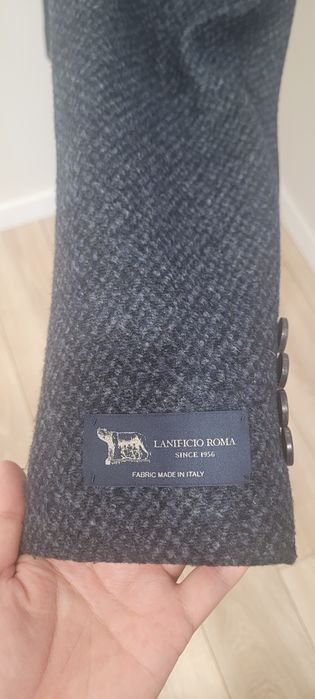 LANIFICIO ROMA
SINCE 1956
FABRIC MADE IN ITALY